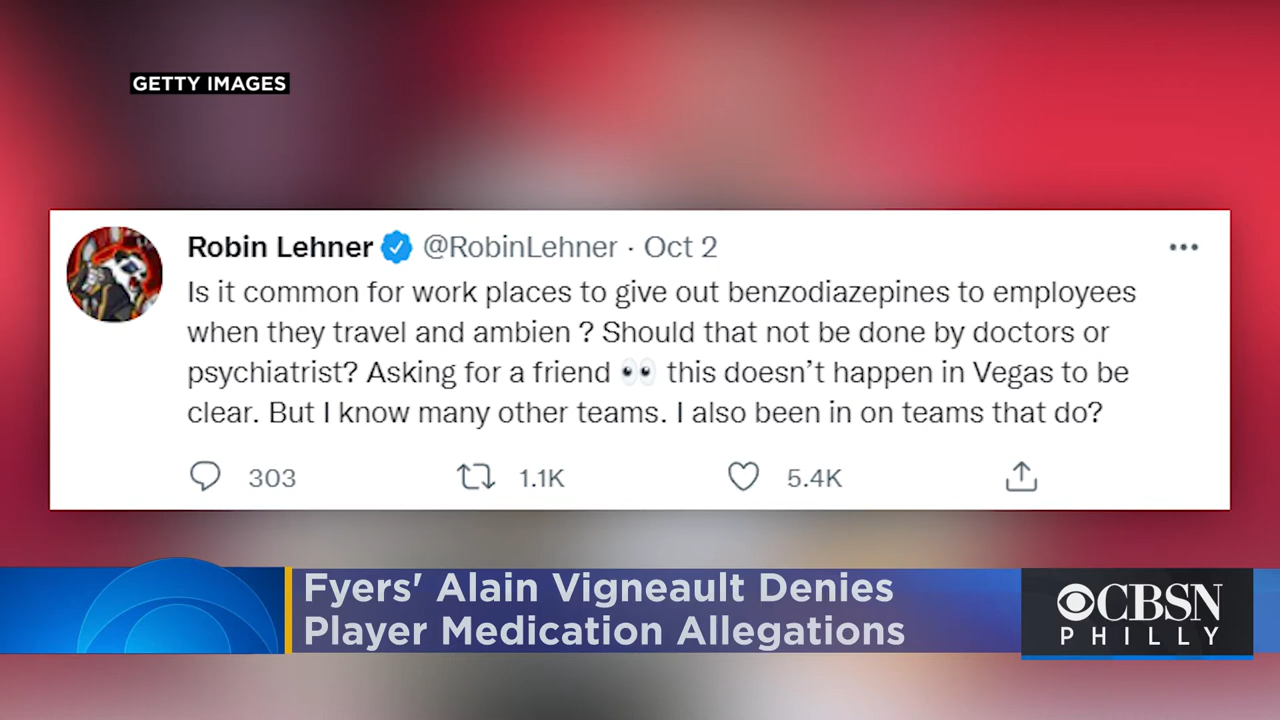 GETTY IMAGES
Robin Lehner @RobinLehner · Oct 2
Is it common for work places to give out benzodiazepines to employees
when they travel and ambien ? Should that not be done by doctors or
psychiatrist? Asking for a friend 👀 this doesn’t happen in Vegas to be
clear. But I know many other teams. I also been in on teams that do?
303 1.1K 5.4K
Fyers' Alain Vigneault Denies
Player Medication Allegations
CBSN
PHILLY